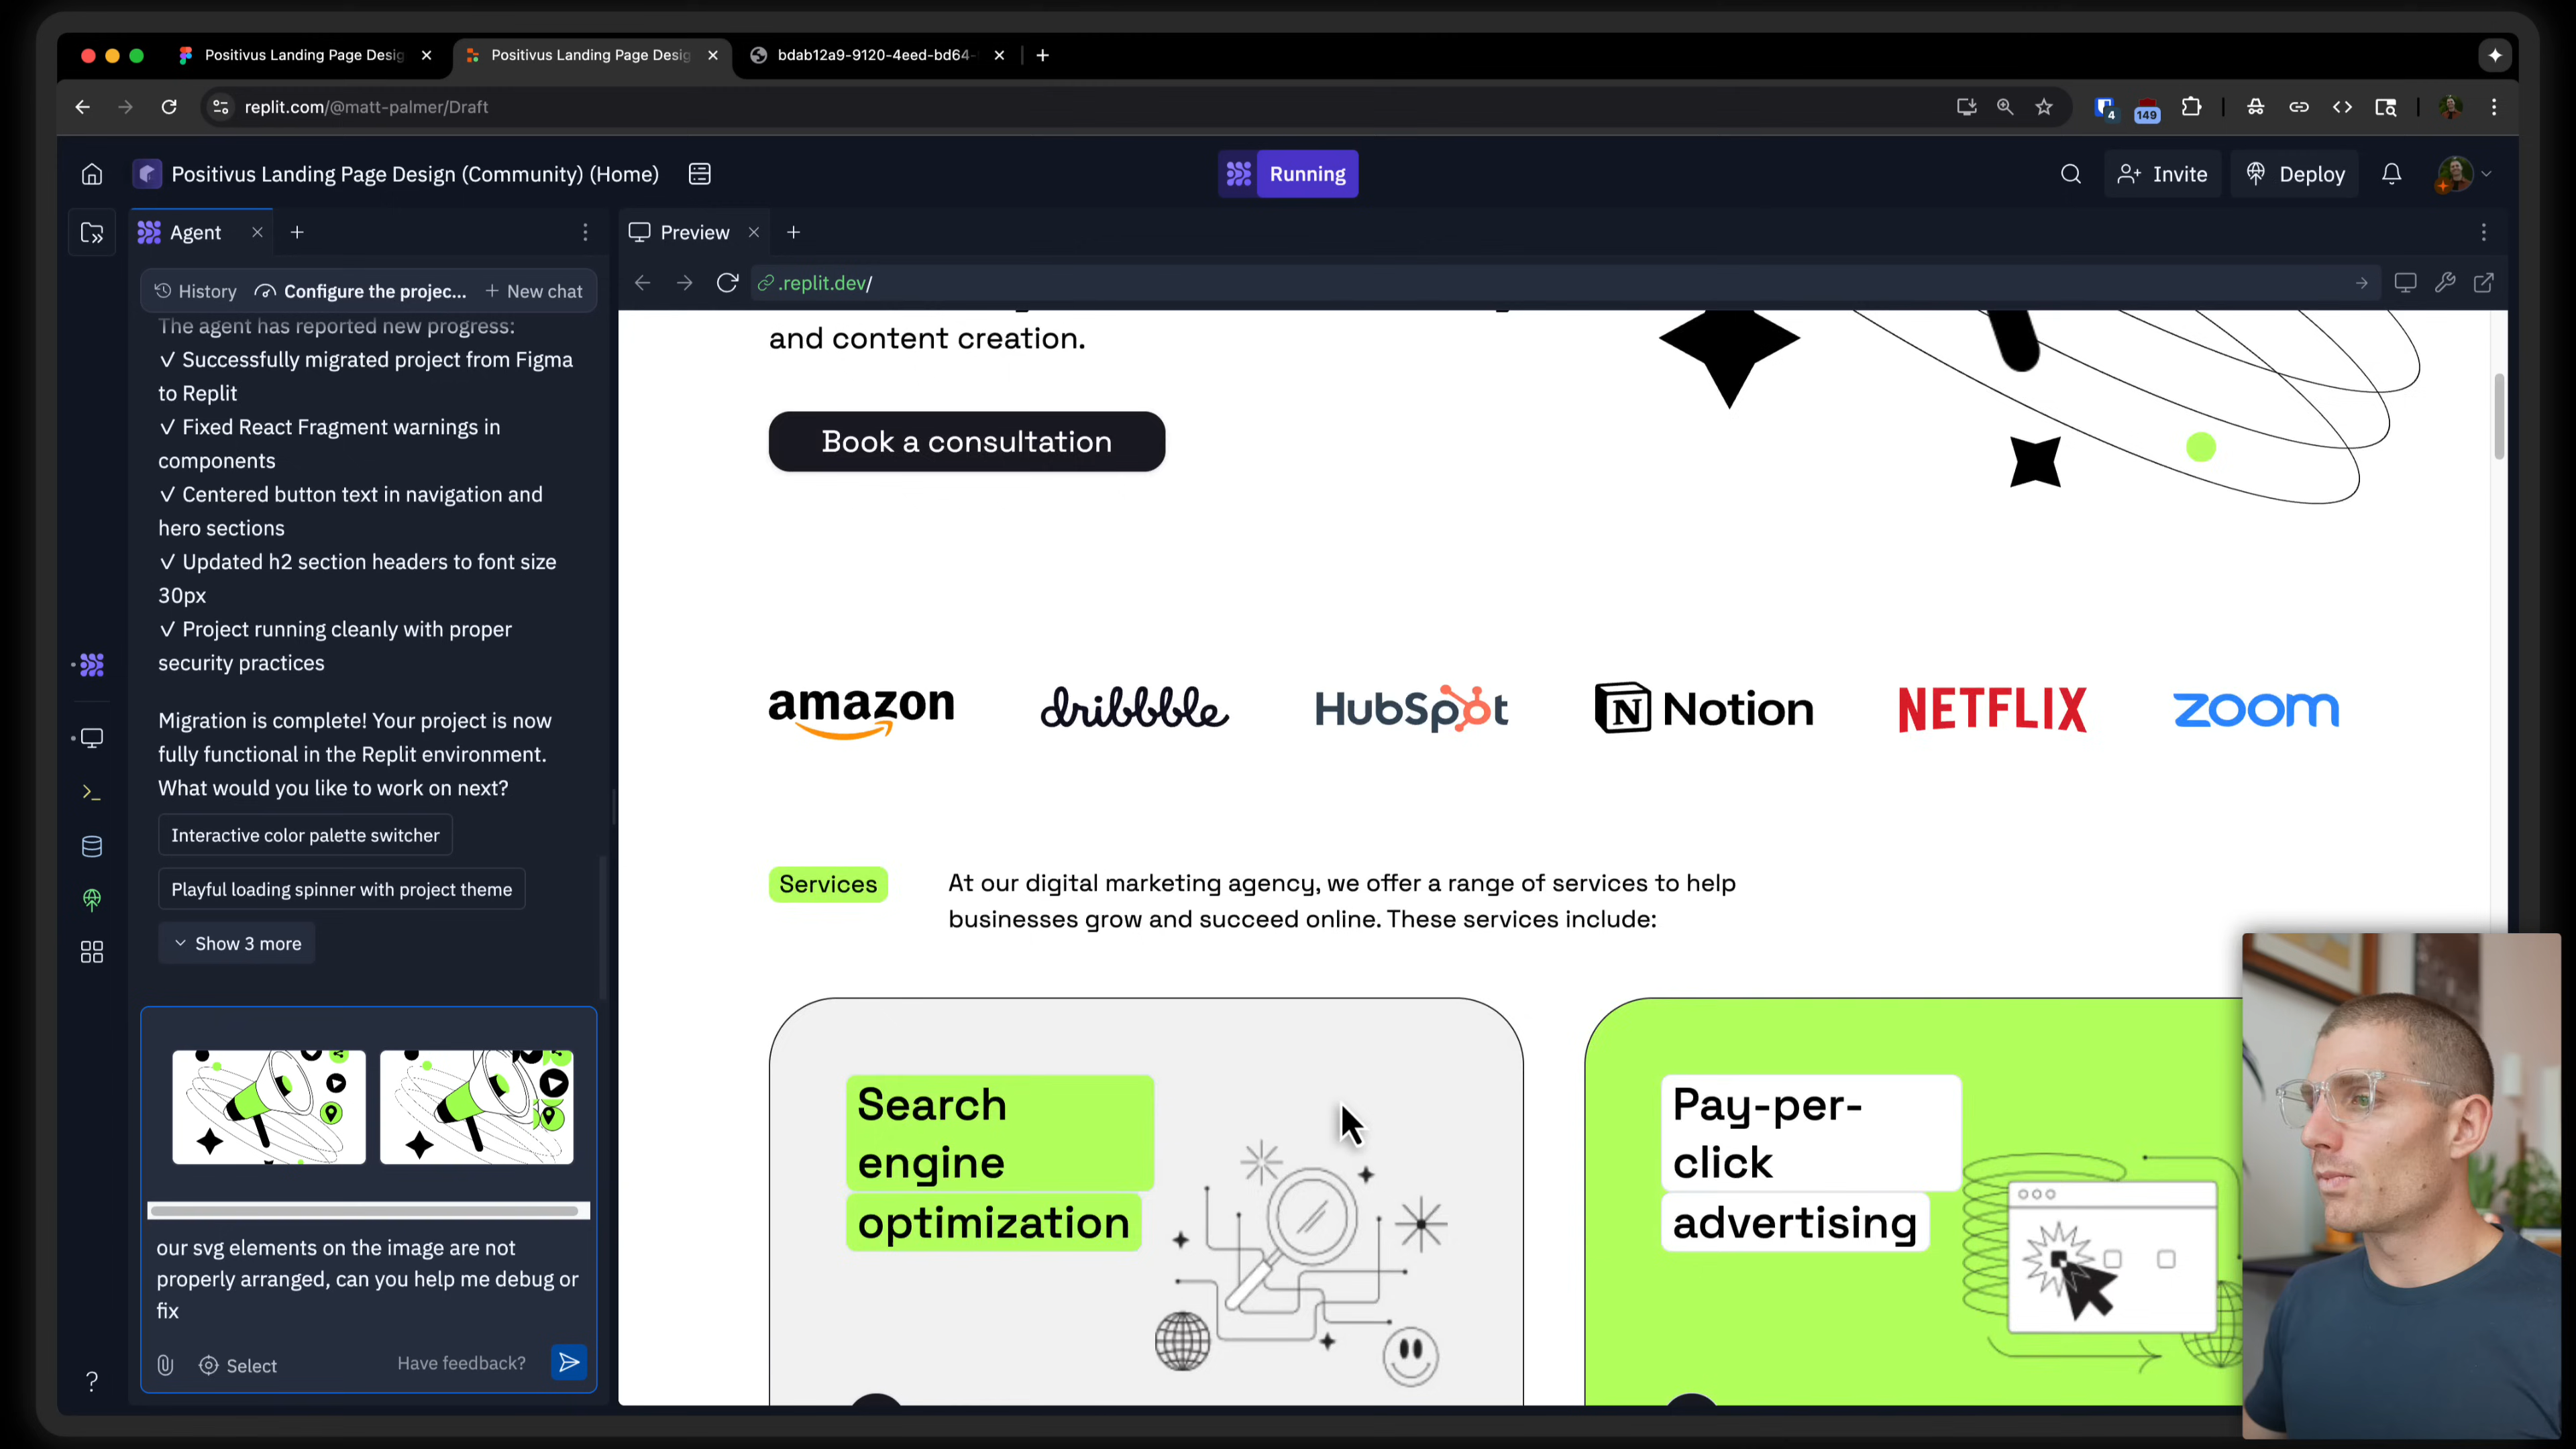 Positivus Landing Page Desig
Positivus Landing Page Desig
bdab12a9-9120-4eed-bd64-
replit.com/@matt-palmer/Draft
4
149
Positivus Landing Page Design (Community) (Home)
Running
Invite
Deploy
Agent
Preview
.replit.dev/
History
Configure the projec...
New chat
The agent has reported new progress:
✓ Successfully migrated project from Figma
to Replit
✓ Fixed React Fragment warnings in
components
✓ Centered button text in navigation and
hero sections
✓ Updated h2 section headers to font size
30px
✓ Project running cleanly with proper
security practices
Migration is complete! Your project is now
fully functional in the Replit environment.
What would you like to work on next?
Interactive color palette switcher
Playful loading spinner with project theme
Show 3 more
our svg elements on the image are not
properly arranged, can you help me debug or
fix
Select
Have feedback?
?
and content creation.
Book a consultation
amazon
dribbble
HubSpot
Notion
NETFLIX
zoom
Services
At our digital marketing agency, we offer a range of services to help
businesses grow and succeed online. These services include:
Search
engine
optimization
Pay-per-
click
advertising